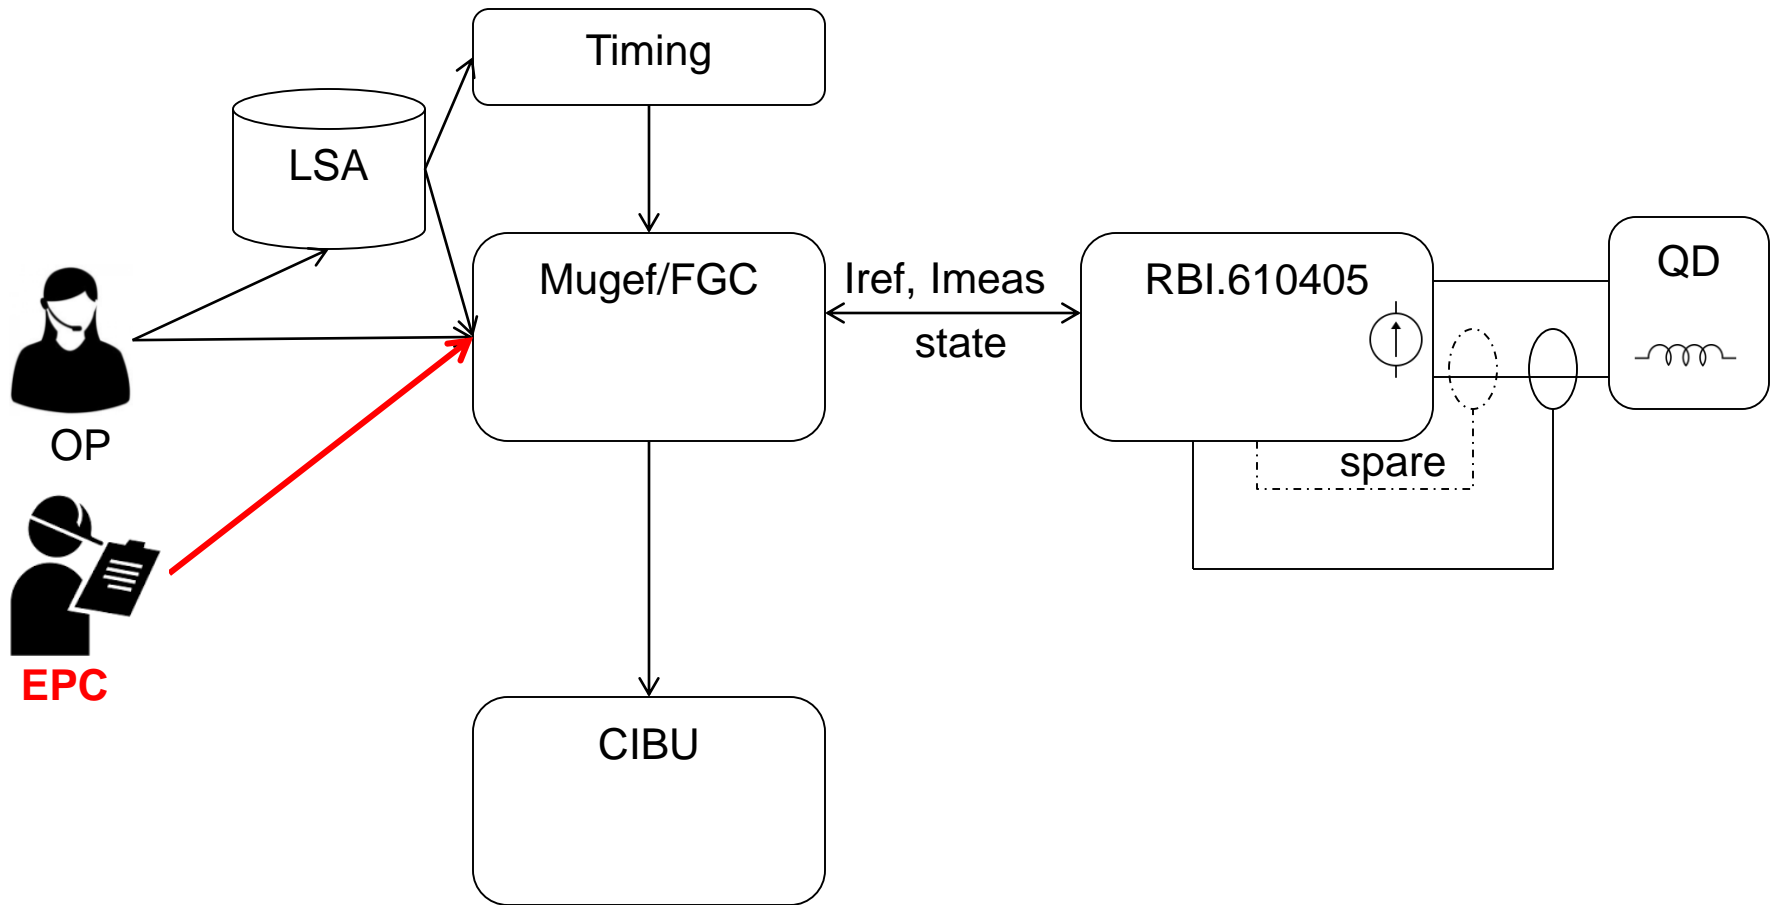 Timing
LSA
Mugef/FGC
Iref, Imeas
state
RBI.610405
QD
OP
spare
EPC
CIBU